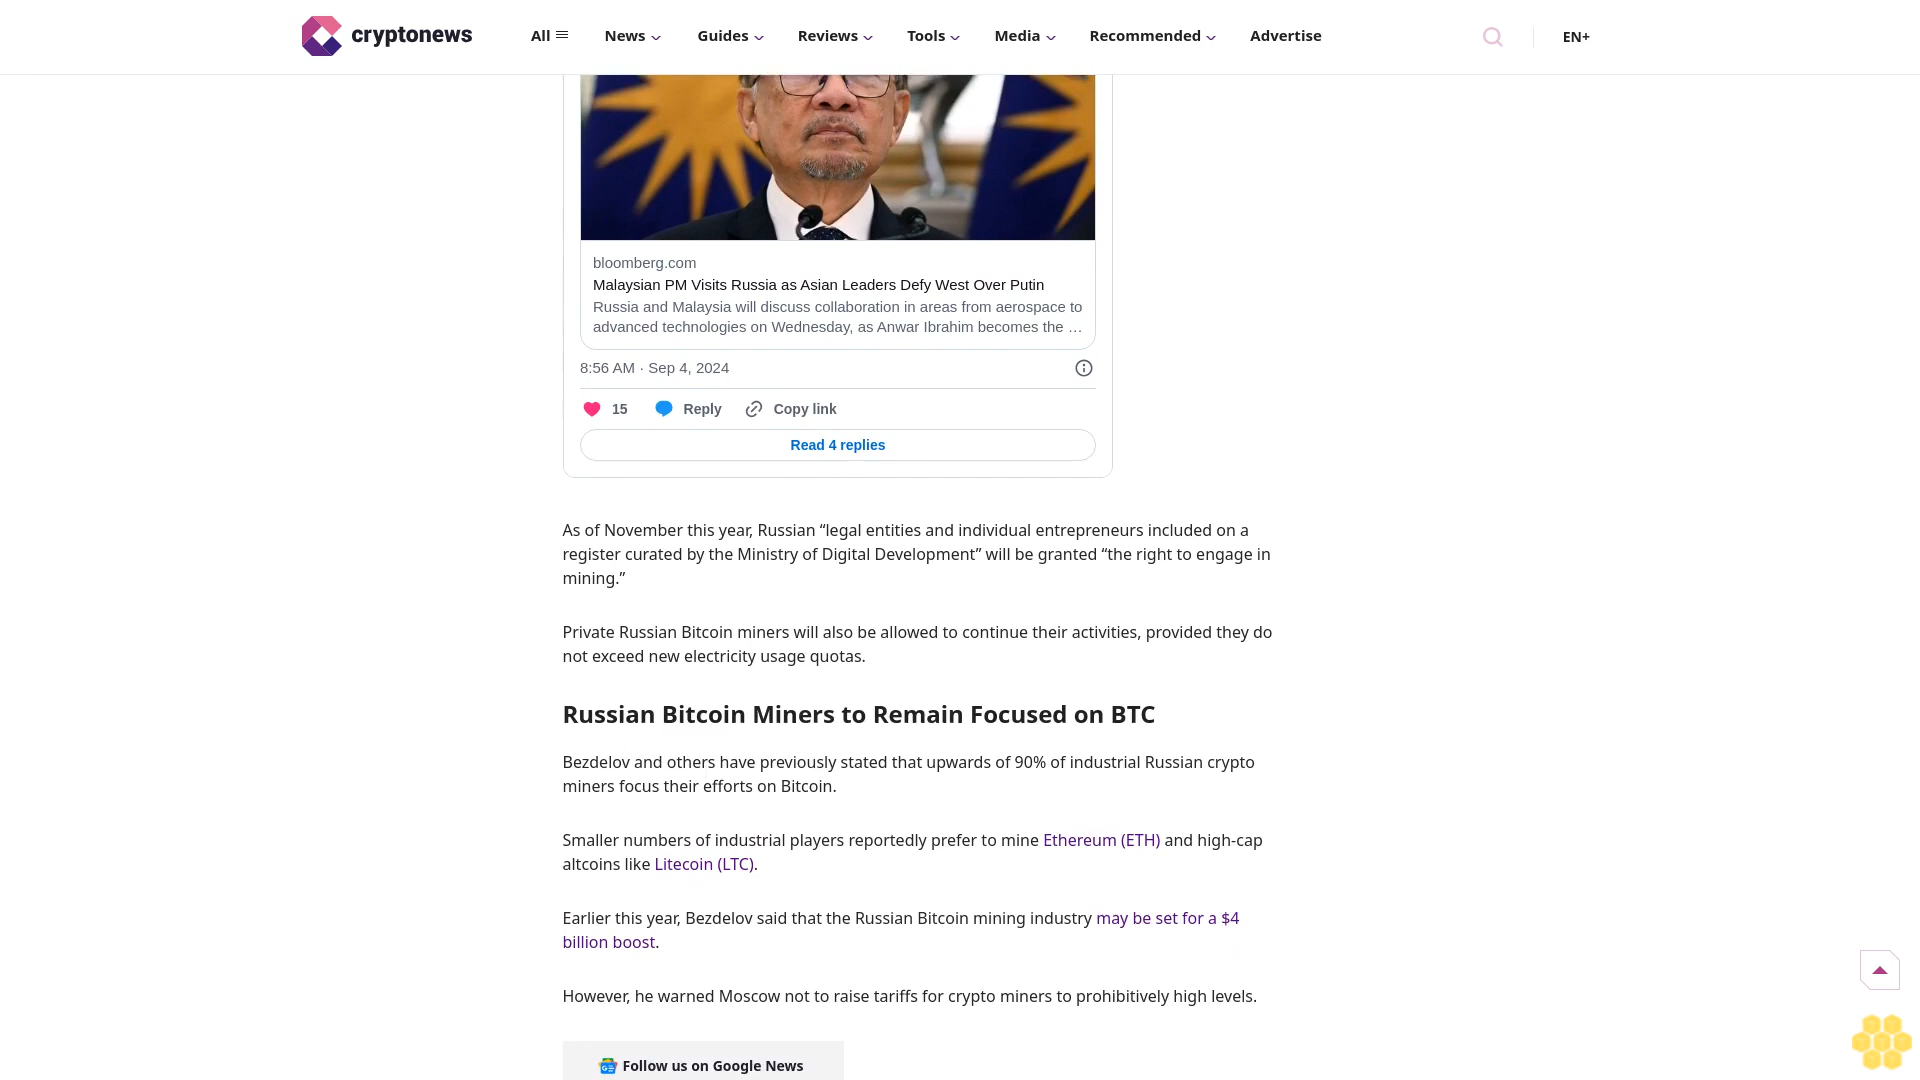 cryptonews
All
News
Guides
Reviews
Tools
Media
Recommended
Advertise
EN+
bloomberg.com
Malaysian PM Visits Russia as Asian Leaders Defy West Over Putin
Russia and Malaysia will discuss collaboration in areas from aerospace to
advanced technologies on Wednesday, as Anwar Ibrahim becomes the …
8:56 AM · Sep 4, 2024
15
Reply
Copy link
Read 4 replies
As of November this year, Russian “legal entities and individual entrepreneurs included on a
register curated by the Ministry of Digital Development” will be granted “the right to engage in
mining.”
Private Russian Bitcoin miners will also be allowed to continue their activities, provided they do
not exceed new electricity usage quotas.
Russian Bitcoin Miners to Remain Focused on BTC
Bezdelov and others have previously stated that upwards of 90% of industrial Russian crypto
miners focus their efforts on Bitcoin.
Smaller numbers of industrial players reportedly prefer to mine Ethereum (ETH) and high-cap
altcoins like Litecoin (LTC).
Earlier this year, Bezdelov said that the Russian Bitcoin mining industry may be set for a $4
billion boost.
However, he warned Moscow not to raise tariffs for crypto miners to prohibitively high levels.
Follow us on Google News